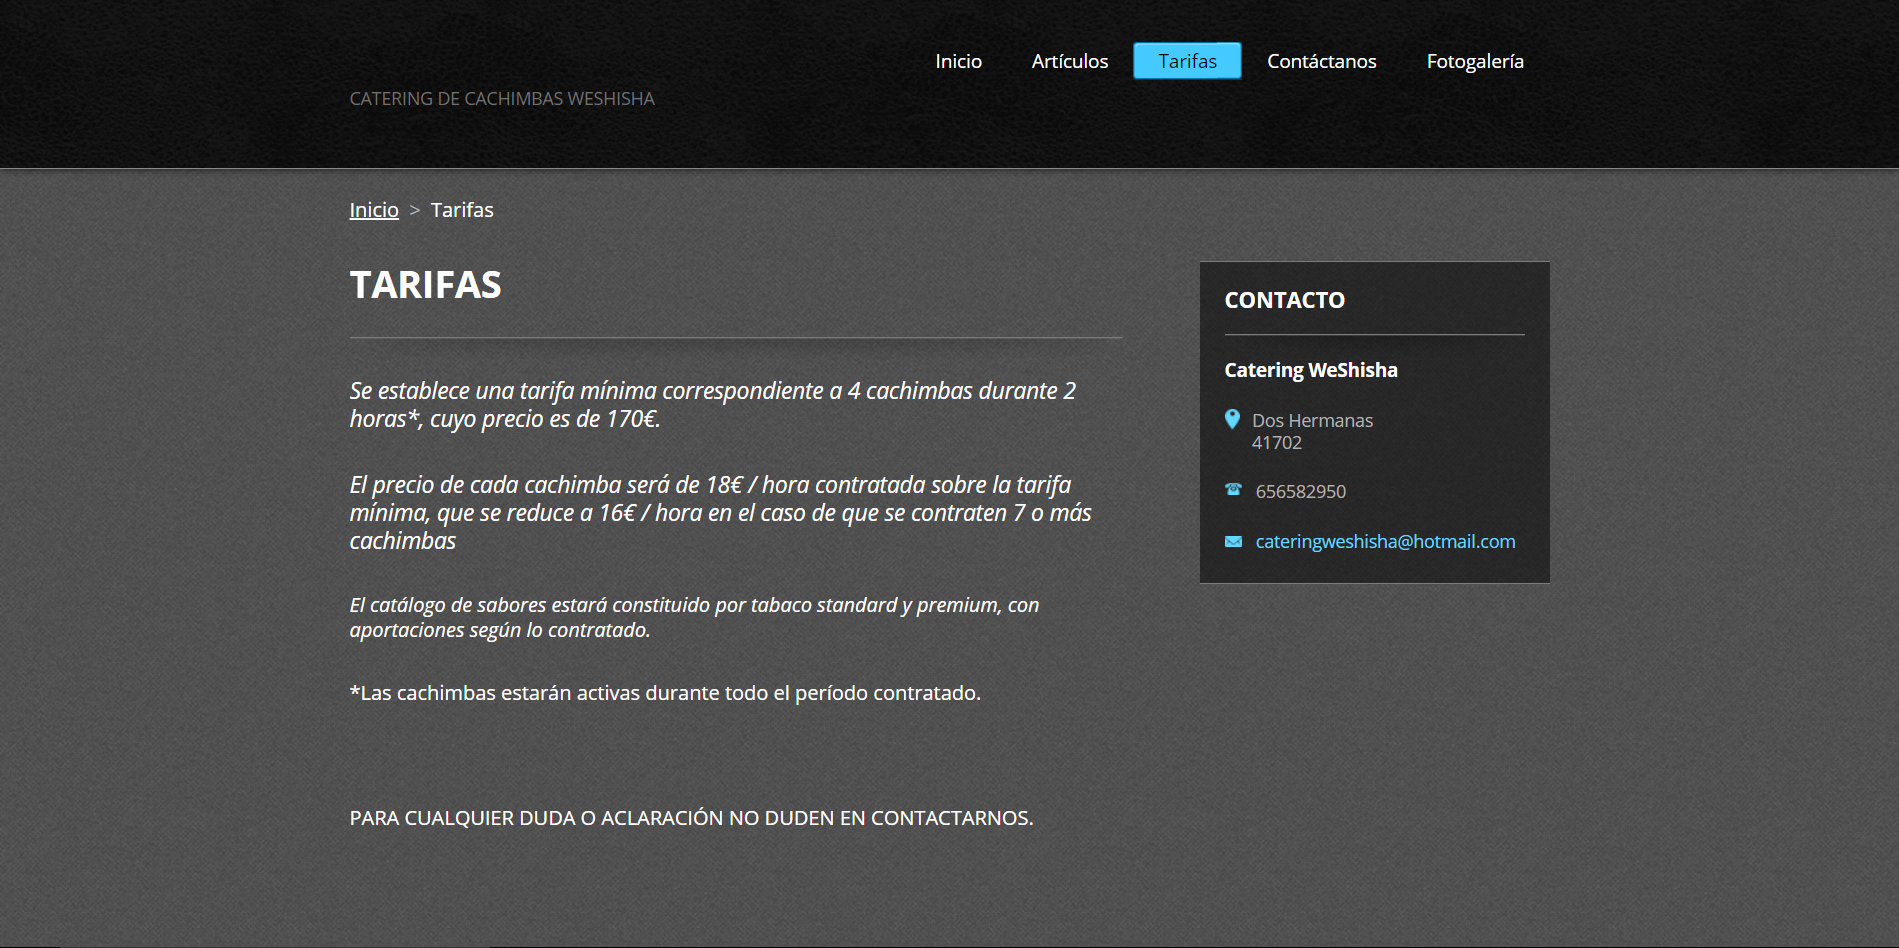 Inicio Artículos Tarifas Contáctanos Fotogalería
CATERING DE CACHIMBAS WESHISHA
Inicio > Tarifas
TARIFAS
Se establece una tarifa mínima correspondiente a 4 cachimbas durante 2
horas*, cuyo precio es de 170€.
El precio de cada cachimba será de 18€ / hora contratada sobre la tarifa
mínima, que se reduce a 16€ / hora en el caso de que se contraten 7 o más
cachimbas
El catálogo de sabores estará constituido por tabaco standard y premium, con
aportaciones según lo contratado.
*Las cachimbas estarán activas durante todo el período contratado.
PARA CUALQUIER DUDA O ACLARACIÓN NO DUDEN EN CONTACTARNOS.
CONTACTO
Catering WeShisha
Dos Hermanas
41702
656582950
cateringweshisha@hotmail.com